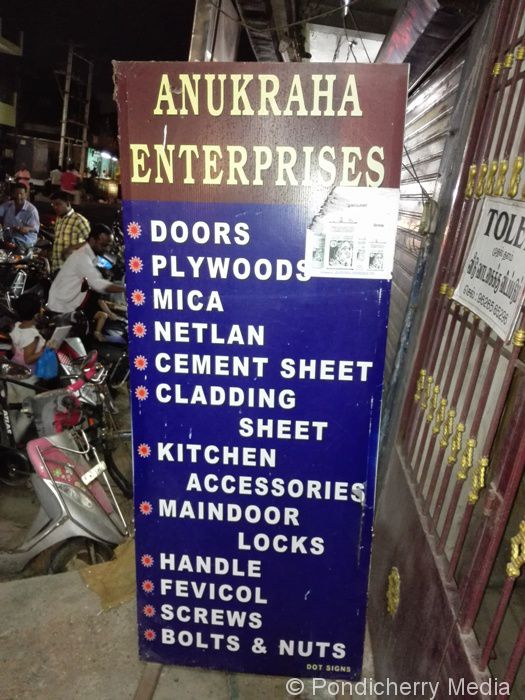 ANUKRAHA
ENTERPRISES
DOORS
PLYWOODS
MICA
NETLAN
CEMENT SHEET
CLADDING
SHEET
KITCHEN
ACCESSORIES
MAINDOOR
LOCKS
HANDLE
FEVICOL
SCREWS
BOLTS & NUTS
DOT SIGNS
TOLE
© Pondicherry Media